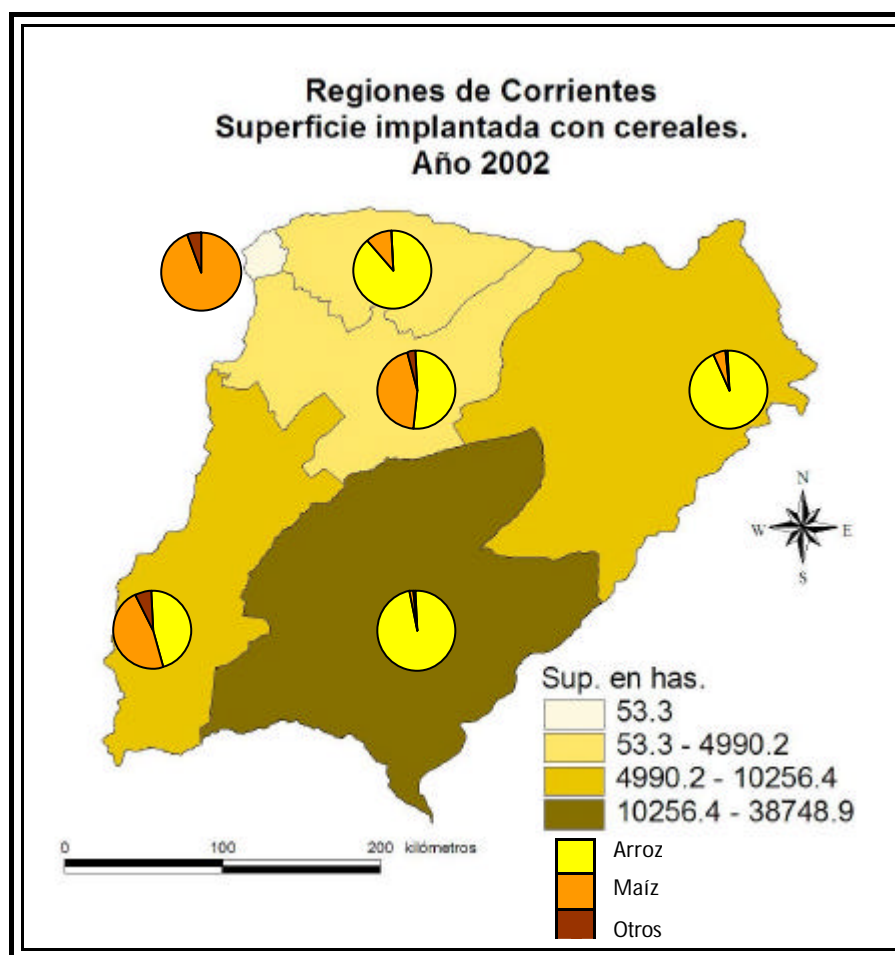 Regiones de Corrientes
Superficie implantada con cereales.
Año 2002
N
W E
S
Sup. en has.
53.3
53.3 - 4990.2
4990.2 - 10256.4
10256.4 - 38748.9
0 100 200 kilómetros
Arroz
Maíz
Otros